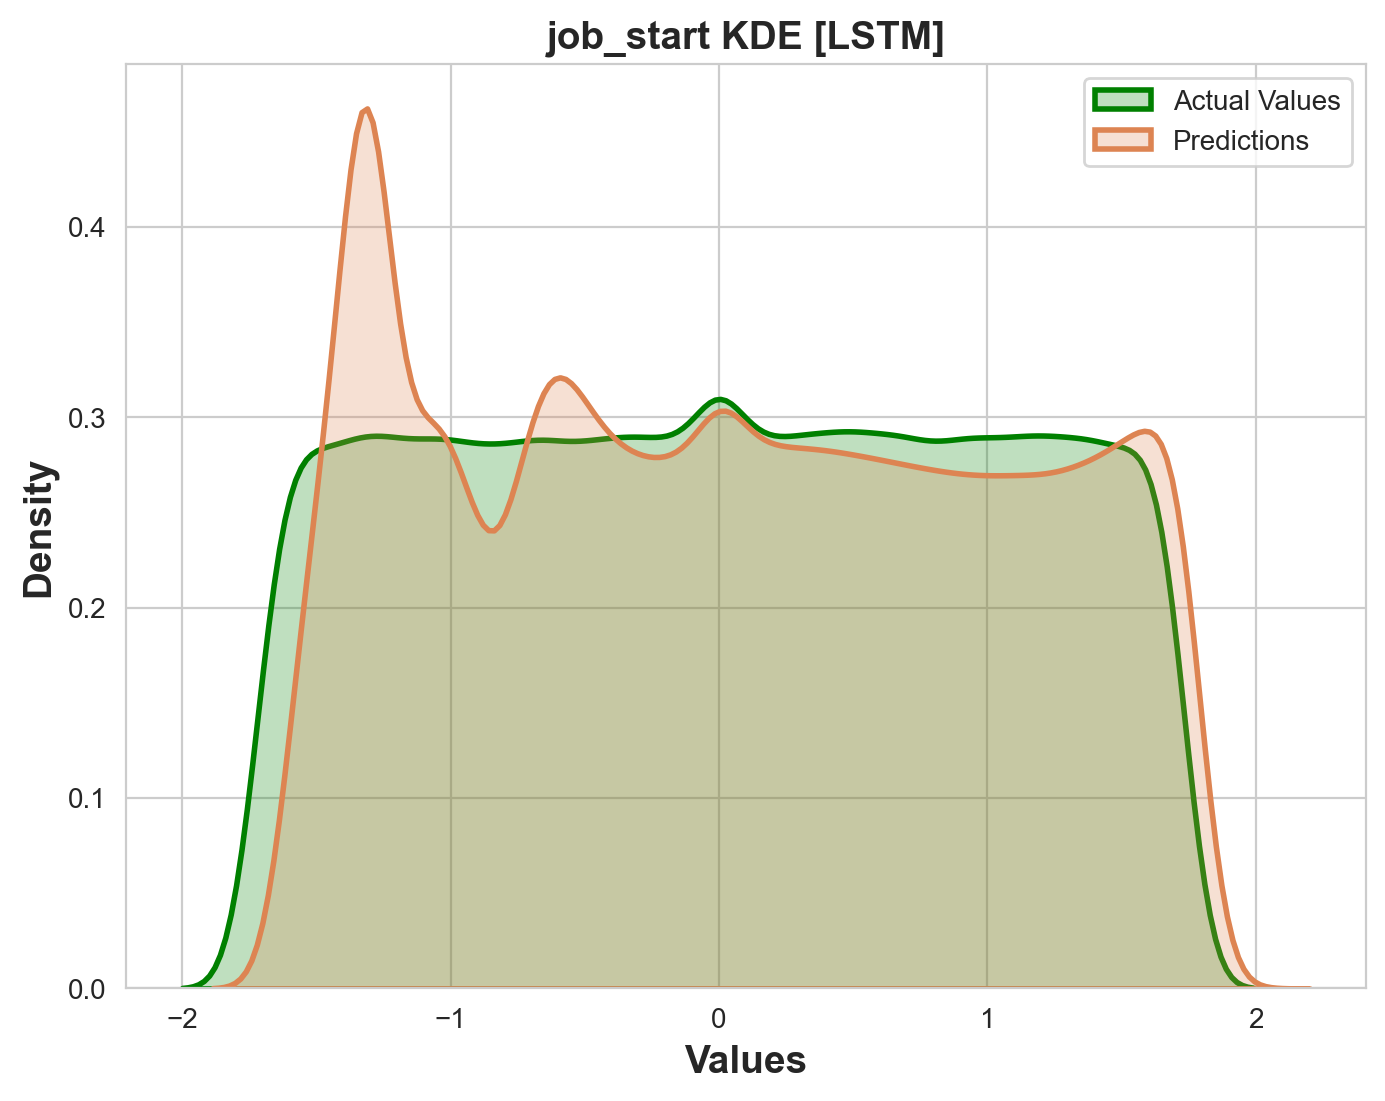 job_start KDE [LSTM]
Actual Values
Predictions
Density
0.4
0.3
0.2
0.1
0.0
−2
−1
0
1
2
Values